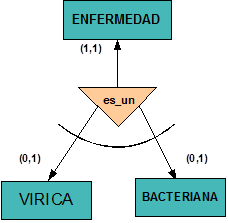 ENFERMEDAD
(1,1)
es_un
(0,1)
(0,1)
VIRICA
BACTERIANA